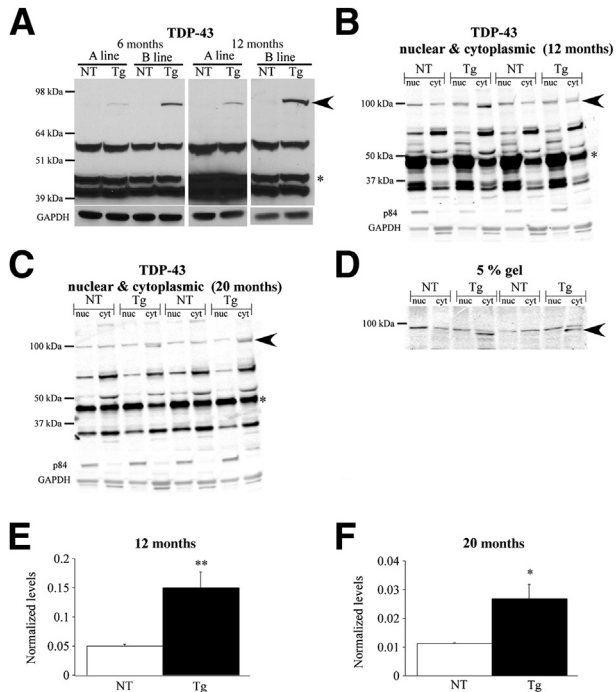 A
TDP-43
6 months 12 months
A line B line A line B line
NT Tg NT Tg NT Tg NT Tg
98 kDa
64 kDa
51 kDa
*
39 kDa
GAPDH
B
TDP-43
nuclear & cytoplasmic (12 months)
NT Tg NT Tg
nuc cyt nuc cyt nuc cyt nuc cyt
100 kDa
50 kDa *
37 kDa
p84
GAPDH
C
TDP-43
nuclear & cytoplasmic (20 months)
NT Tg NT Tg
nuc cyt nuc cyt nuc cyt nuc cyt
100 kDa
50 kDa *
37 kDa
p84
GAPDH
D
5 % gel
NT Tg NT Tg
nuc cyt nuc cyt nuc cyt nuc cyt
100 kDa
E
12 months
Normalized levels
0.2
0.15
0.1
0.05
0
**
NT Tg
F
20 months
Normalized levels
0.04
0.03
0.02
0.01
0
*
NT Tg